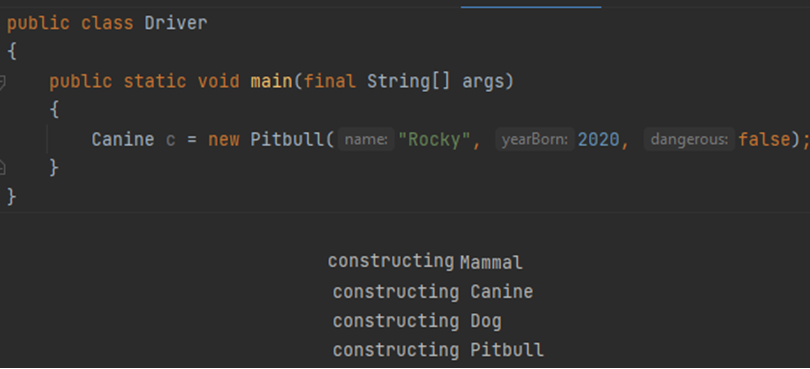 public class Driver
{
public static void main(final String[] args)
{
Canine c = new Pitbull( name: "Rocky", yearBorn: 2020, dangerous: false);
}
}
constructing Mammal
constructing Canine
constructing Dog
constructing Pitbull